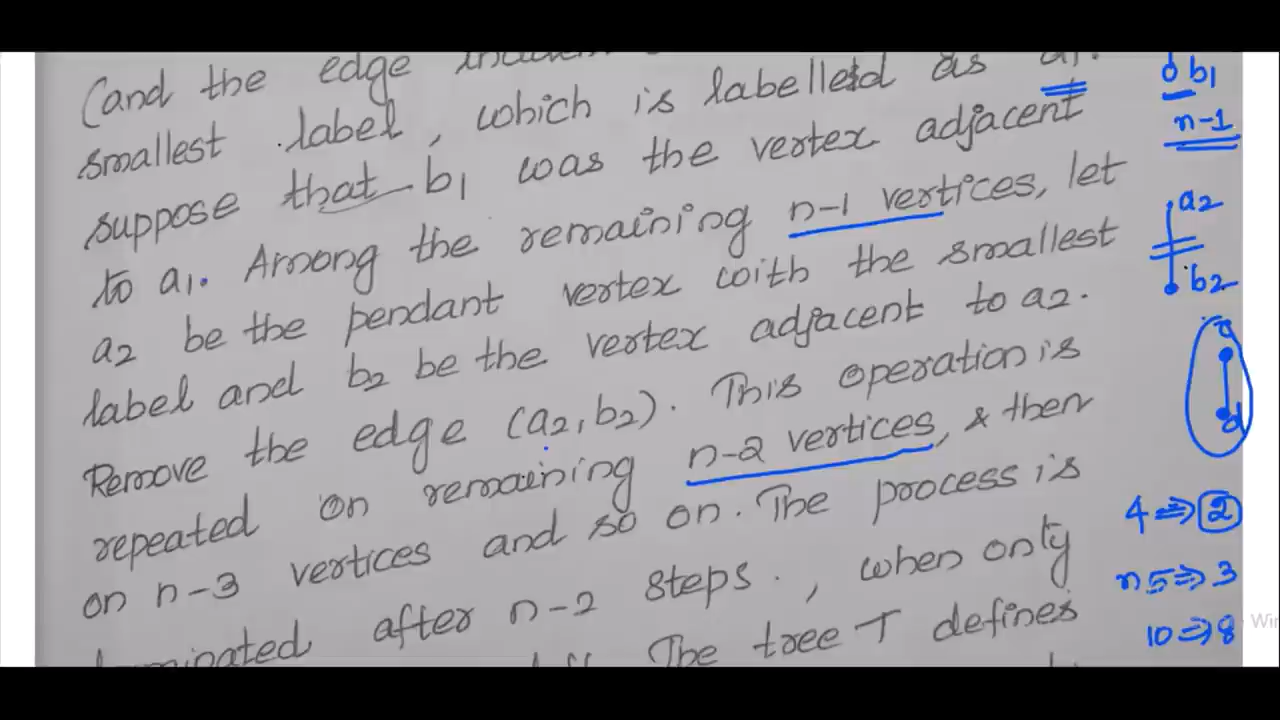 (and the edge
smallest label, which is labelled as a1.
suppose that b1 was the vertex adjacent
to a1. Among the remaining n-1 vertices, let
a2 be the pendant vertex with the smallest
label and b2 be the vertex adjacent to a2.
Remove the edge (a2, b2). This operation is
repeated on remaining n-2 vertices, & then
on n-3 vertices and so on. The process is
after n-2 steps., when only
The tree T defines
b1
n-1
a2
b2
d
4 ⇒ 2
n 5 ⇒ 3
10 ⇒ 8
Win